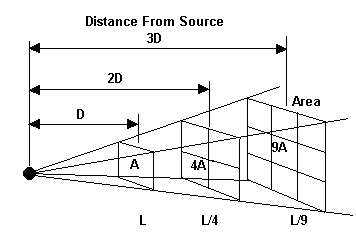 Distance From Source
3D
2D
D
Area
A
4A
9A
L
L/4
L/9